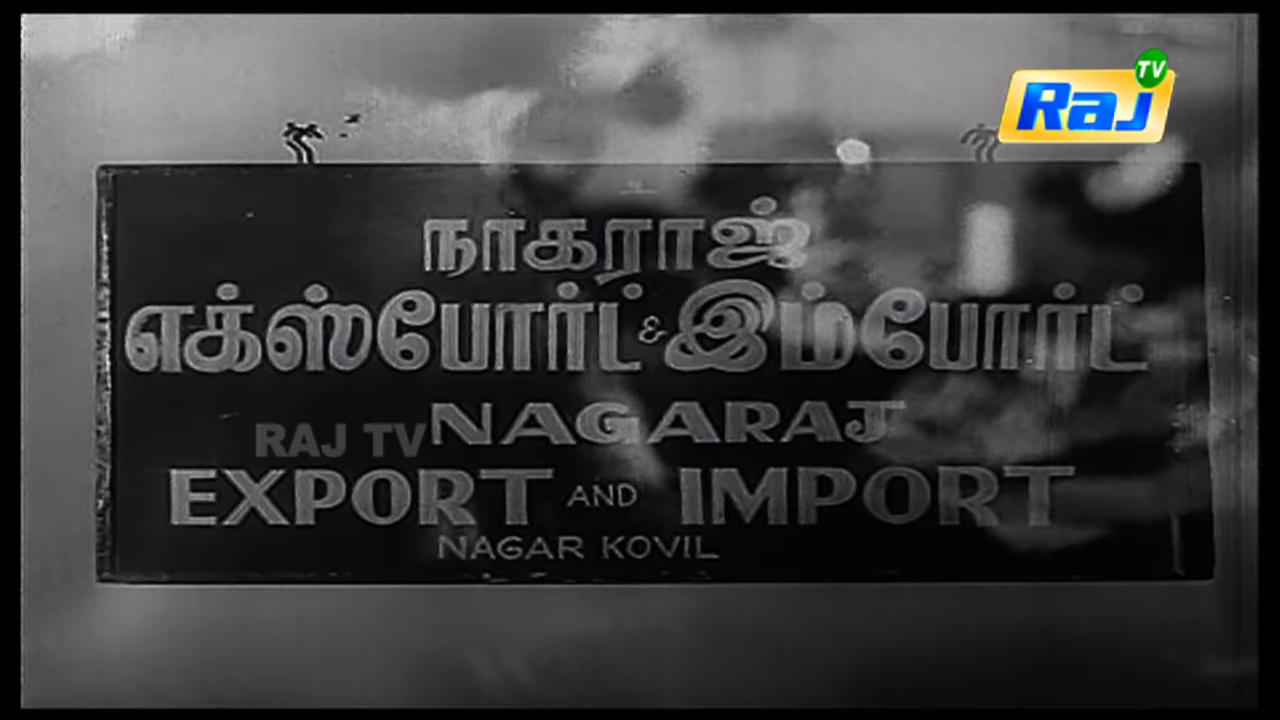 Raj TV
நாகராஜ்
எக்ஸ்போர்ட் & இம்போர்ட்
RAJ TV
NAGARAJ
EXPORT AND IMPORT
NAGAR KOVIL